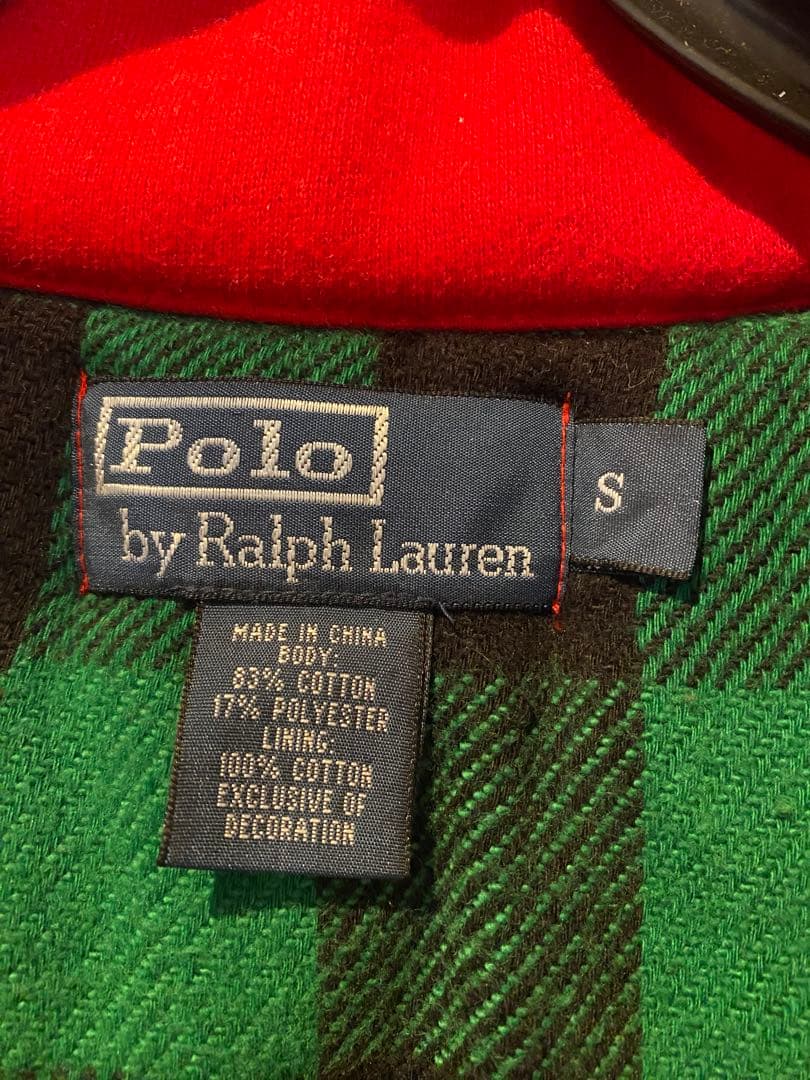 Polo
by Ralph Lauren
S
MADE IN CHINA
BODY:
83% COTTON
17% POLYESTER
LINING:
100% COTTON
EXCLUSIVE OF
DECORATION